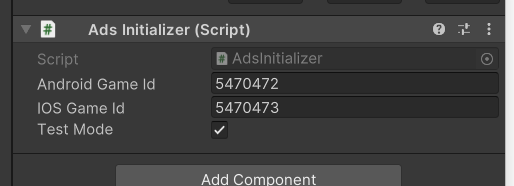 # Ads Initializer (Script)
Script # AdsInitializer
Android Game Id 5470472
IOS Game Id 5470473
Test Mode
Add Component